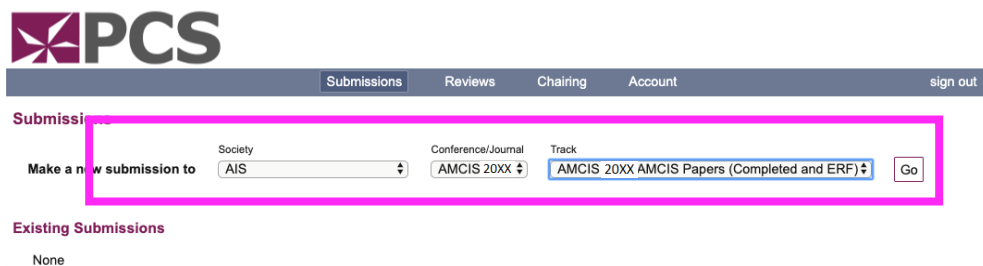 PCS
Submissions Reviews Chairing Account sign out
Submissions
Society Conference/Journal Track
Make a new submission to AIS AMCIS 20XX AMCIS 20XX AMCIS Papers (Completed and ERF) Go
Existing Submissions
None